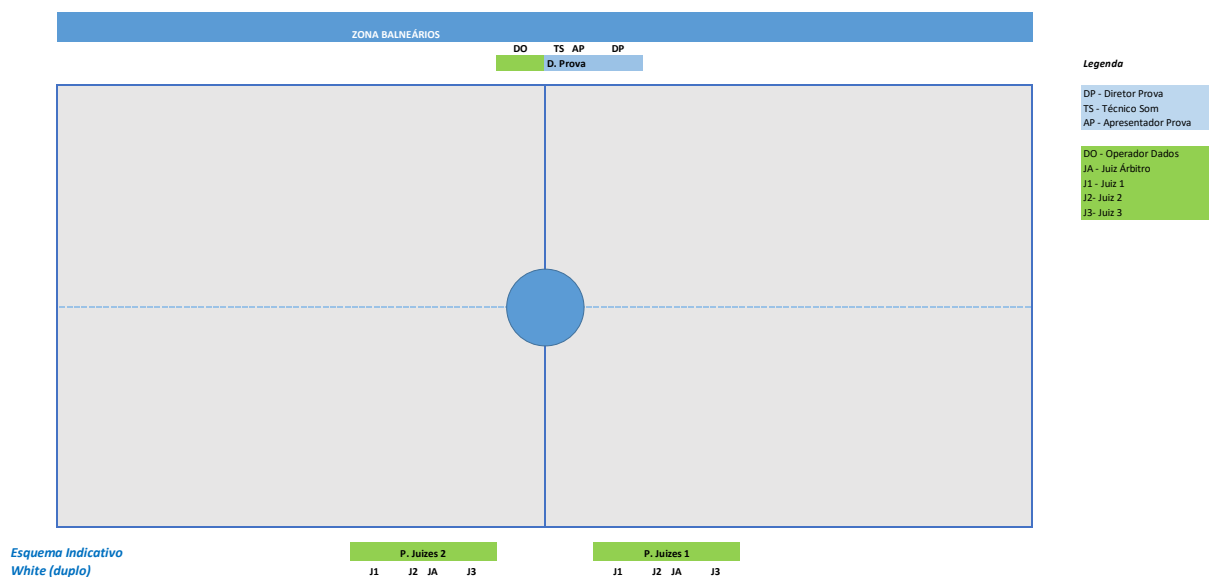 ZONA BALNEÁRIOS
DO TS AP DP
D. Prova
Legenda
DP - Diretor Prova
TS - Técnico Som
AP - Apresentador Prova
DO - Operador Dados
JA - Juiz Árbitro
J1 - Juiz 1
J2- Juiz 2
J3- Juiz 3
Esquema Indicativo
White (duplo)
P. Juizes 2
J1 J2 JA J3
P. Juizes 1
J1 J2 JA J3